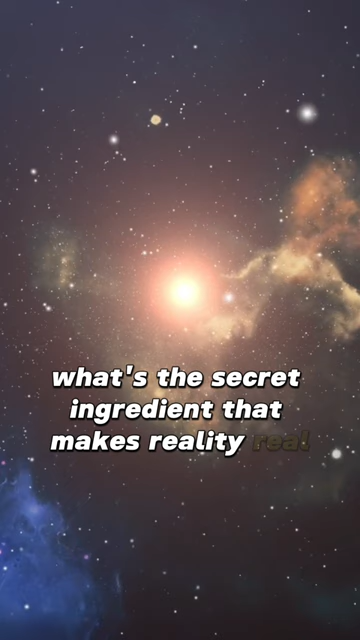 what's the secret
ingredient that
makes reality real